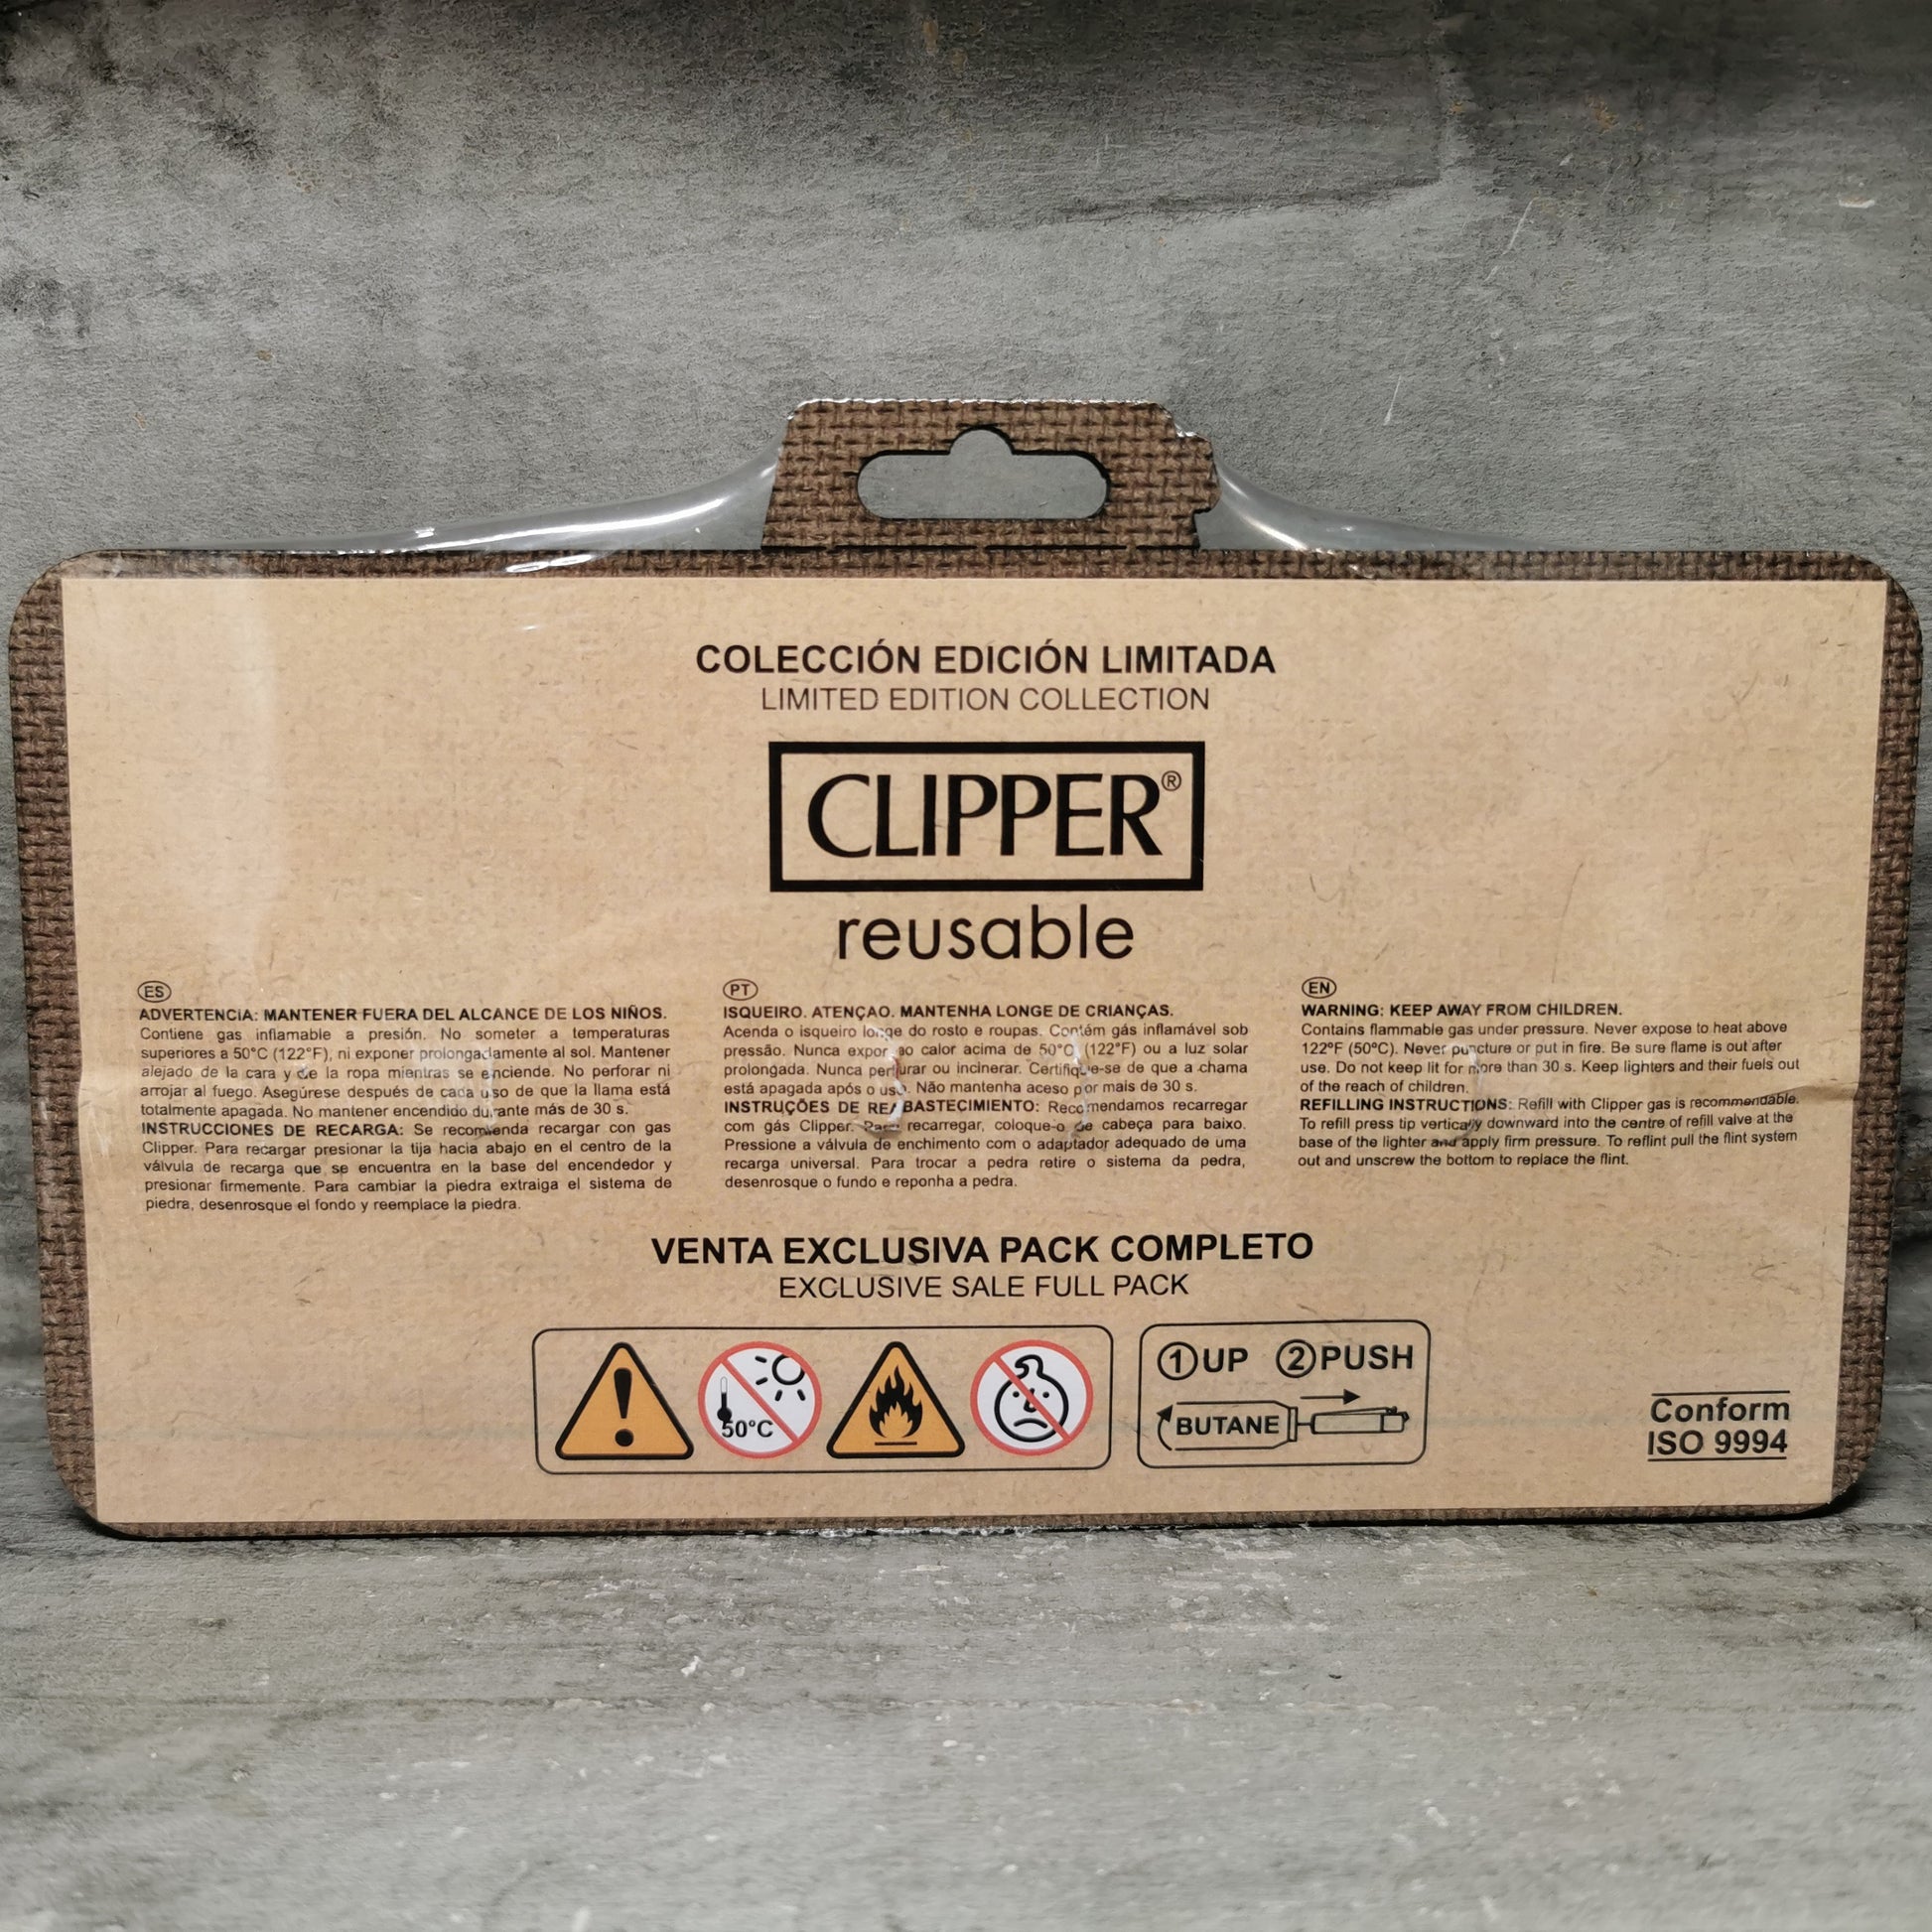 COLECCIÓN EDICIÓN LIMITADA
LIMITED EDITION COLLECTION
CLIPPER®
reusable
ES
ADVERTENCiA: MANTENER FUERA DEL ALCANCE DE LOS NIÑOS.
Contiene gas inflamable a presión. No someter a temperaturas
superiores a 50°C (122°F), ni exponer prolongadamente al sol. Mantener
alejado de la cara y de la ropa mientras se enciende. No perforar ni
arrojar al fuego. Asegúrese después de cada uso de que la llama está
totalmente apagada. No mantener encendido durante más de 30 s.
INSTRUCCIONES DE RECARGA: Se recomienda recargar con gas
Clipper. Para recargar presionar la tija hacia abajo en el centro de la
válvula de recarga que se encuentra en la base del encendedor y
presionar firmemente. Para cambiar la piedra extraiga el sistema de
piedra, desenrosque el fondo y reemplace la piedra.
PT
ISQUEIRO. ATENÇAO. MANTENHA LONGE DE CRIANÇAS.
Acenda o isqueiro longe do rosto e roupas. Contém gás inflamável sob
pressão. Nunca expor ao calor acima de 50°C (122°F) ou a luz solar
prolongada. Nunca perfurar ou incinerar. Certifique-se de que a chama
está apagada após o uso. Não mantenha aceso por mais de 30 s.
INSTRUÇÕES DE REABASTECIMENTO: Recomendamos recarregar
com gás Clipper. Para recarregar, coloque-o de cabeça para baixo.
Pressione a válvula de enchimento com o adaptador adequado de uma
recarga universal. Para trocar a pedra retire o sistema da pedra,
desenrosque o fundo e reponha a pedra.
EN
WARNING: KEEP AWAY FROM CHILDREN.
Contains flammable gas under pressure. Never expose to heat above
122ºF (50ºC). Never puncture or put in fire. Be sure flame is out after
use. Do not keep lit for more than 30 s. Keep lighters and their fuels out
of the reach of children.
REFILLING INSTRUCTIONS: Refill with Clipper gas is recommendable.
To refill press tip vertically downward into the centre of refill valve at the
base of the lighter and apply firm pressure. To reflint pull the flint system
out and unscrew the bottom to replace the flint.
VENTA EXCLUSIVA PACK COMPLETO
EXCLUSIVE SALE FULL PACK
50°C
① UP ② PUSH
BUTANE
Conform
ISO 9994